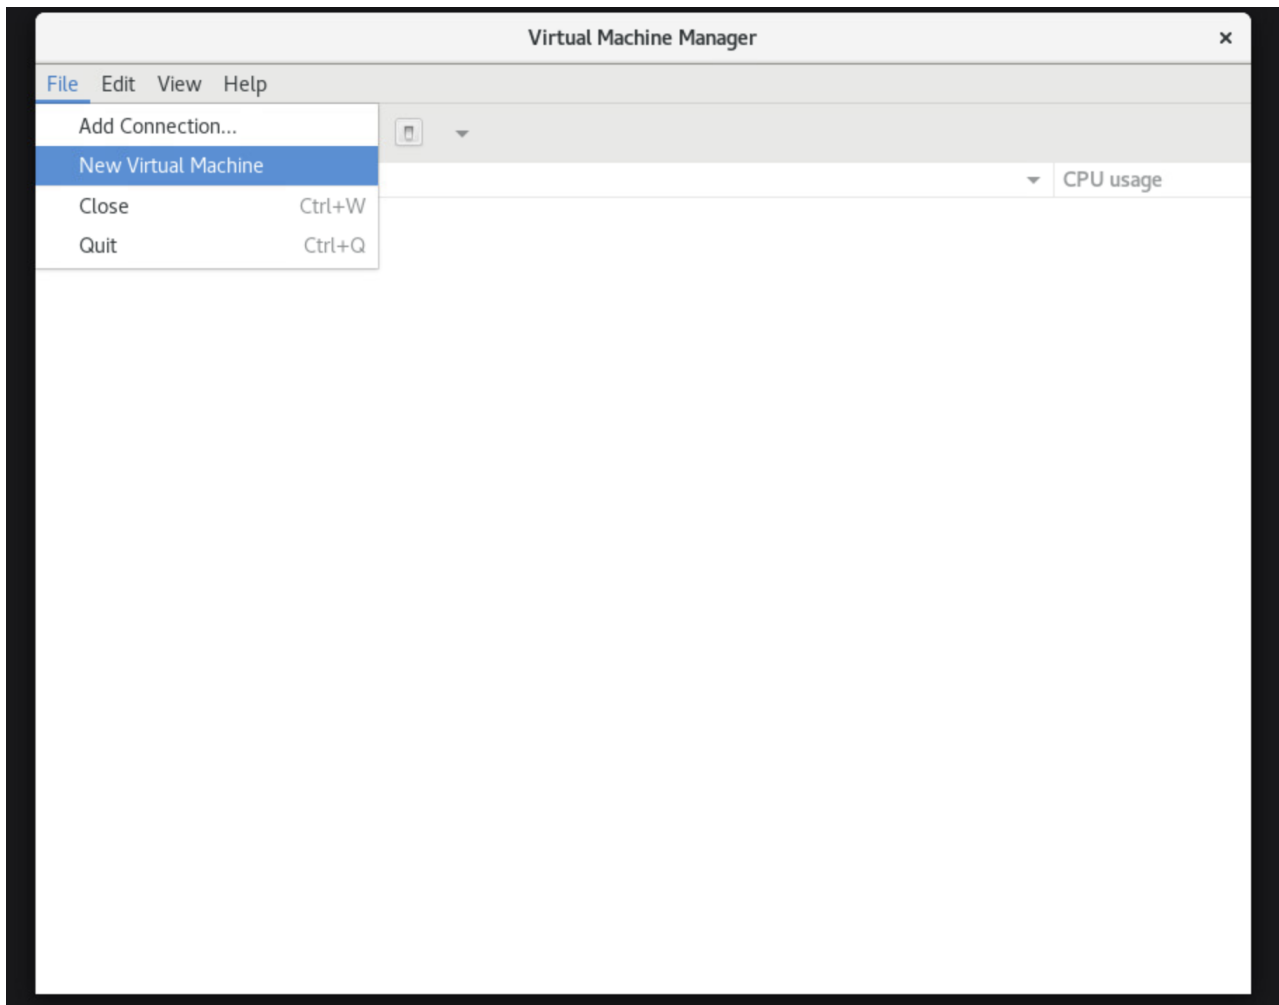 Virtual Machine Manager ×
File Edit View Help
Add Connection...
New Virtual Machine
CPU usage
Close Ctrl+W
Quit Ctrl+Q